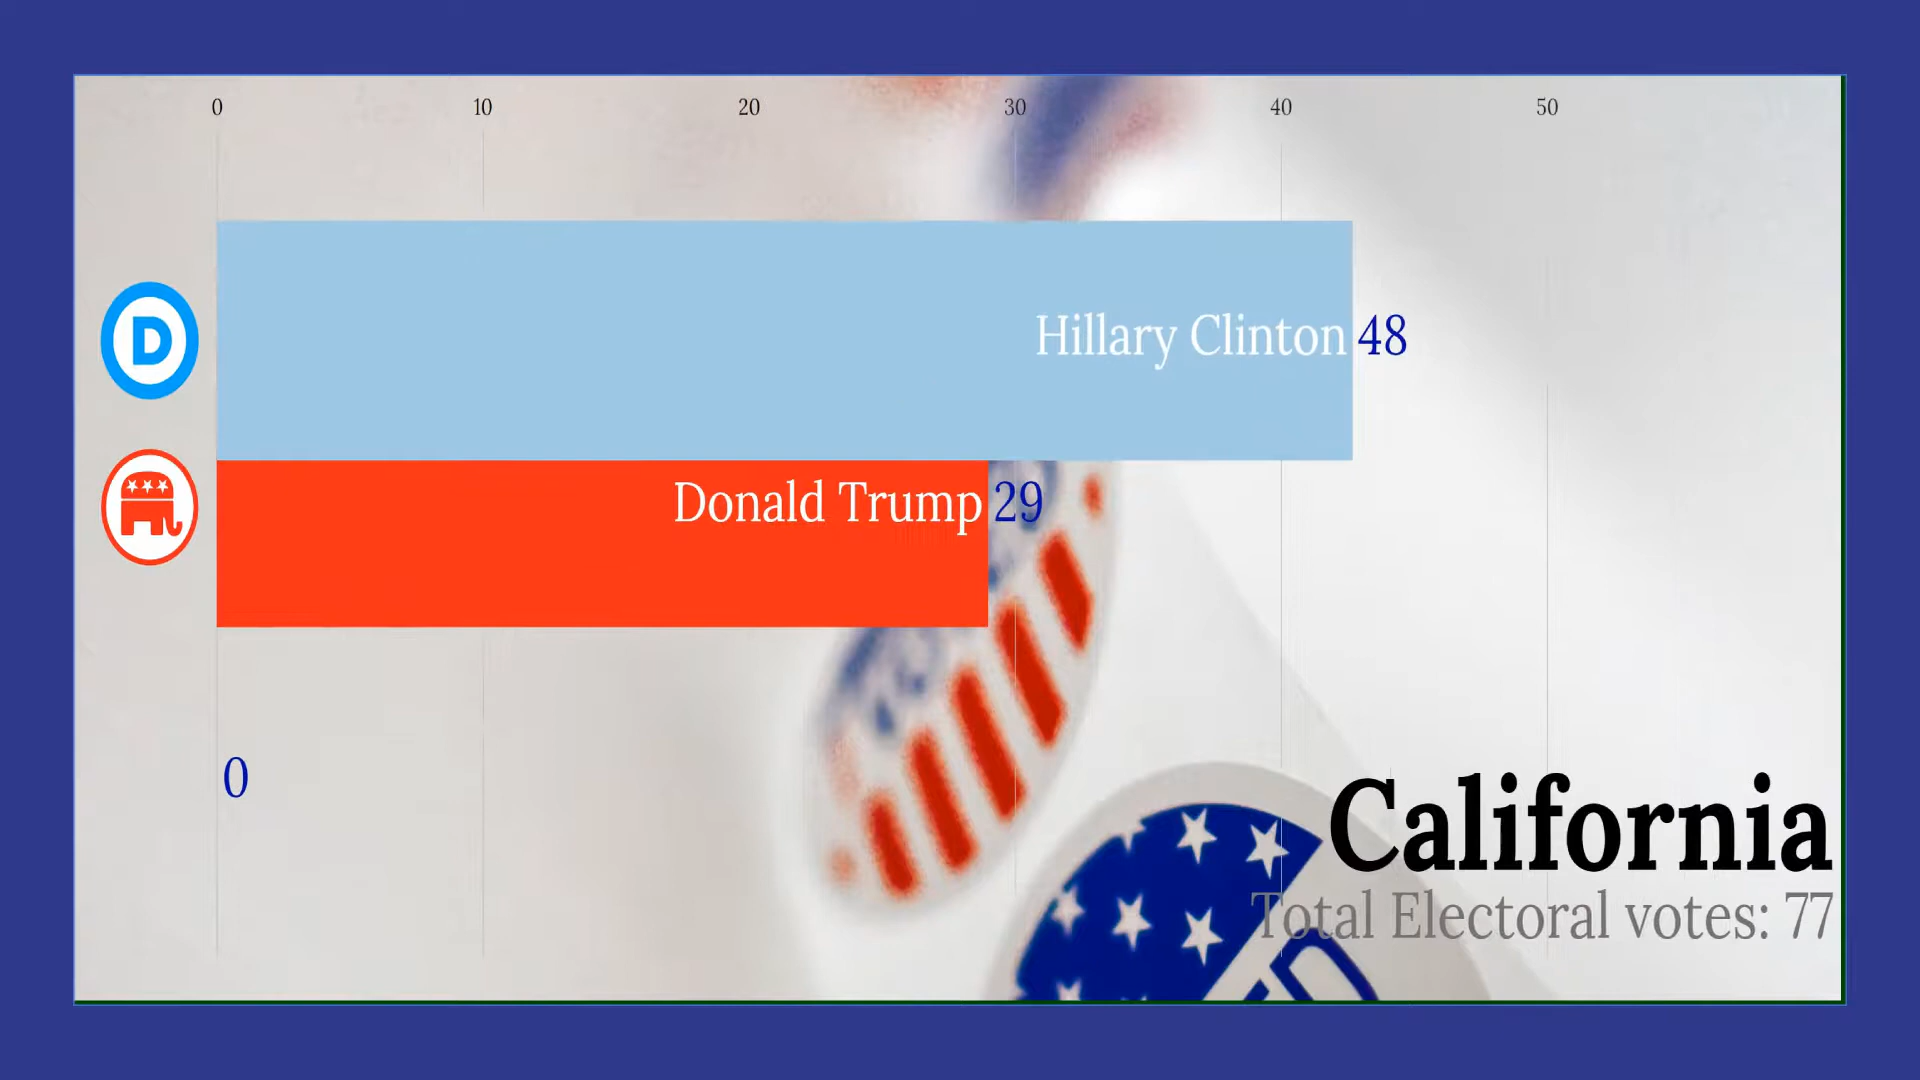 0 10 20 30 40 50
D
Hillary Clinton 48
Donald Trump 29
0
California
Total Electoral votes: 77